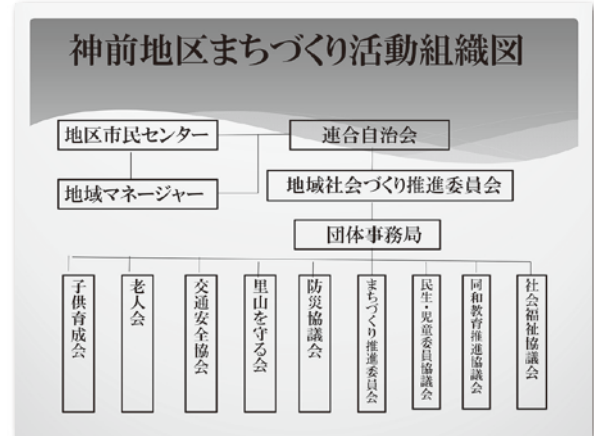 神前地区まちづくり活動組織図
地区市民センター
連合自治会
地域マネージャー
地域社会づくり推進委員会
団体事務局
子供育成会
老人会
交通安全協会
里山を守る会
防災協議会
まちづくり推進委員会
民生・児童委員協議会
同和教育推進協議会
社会福祉協議会